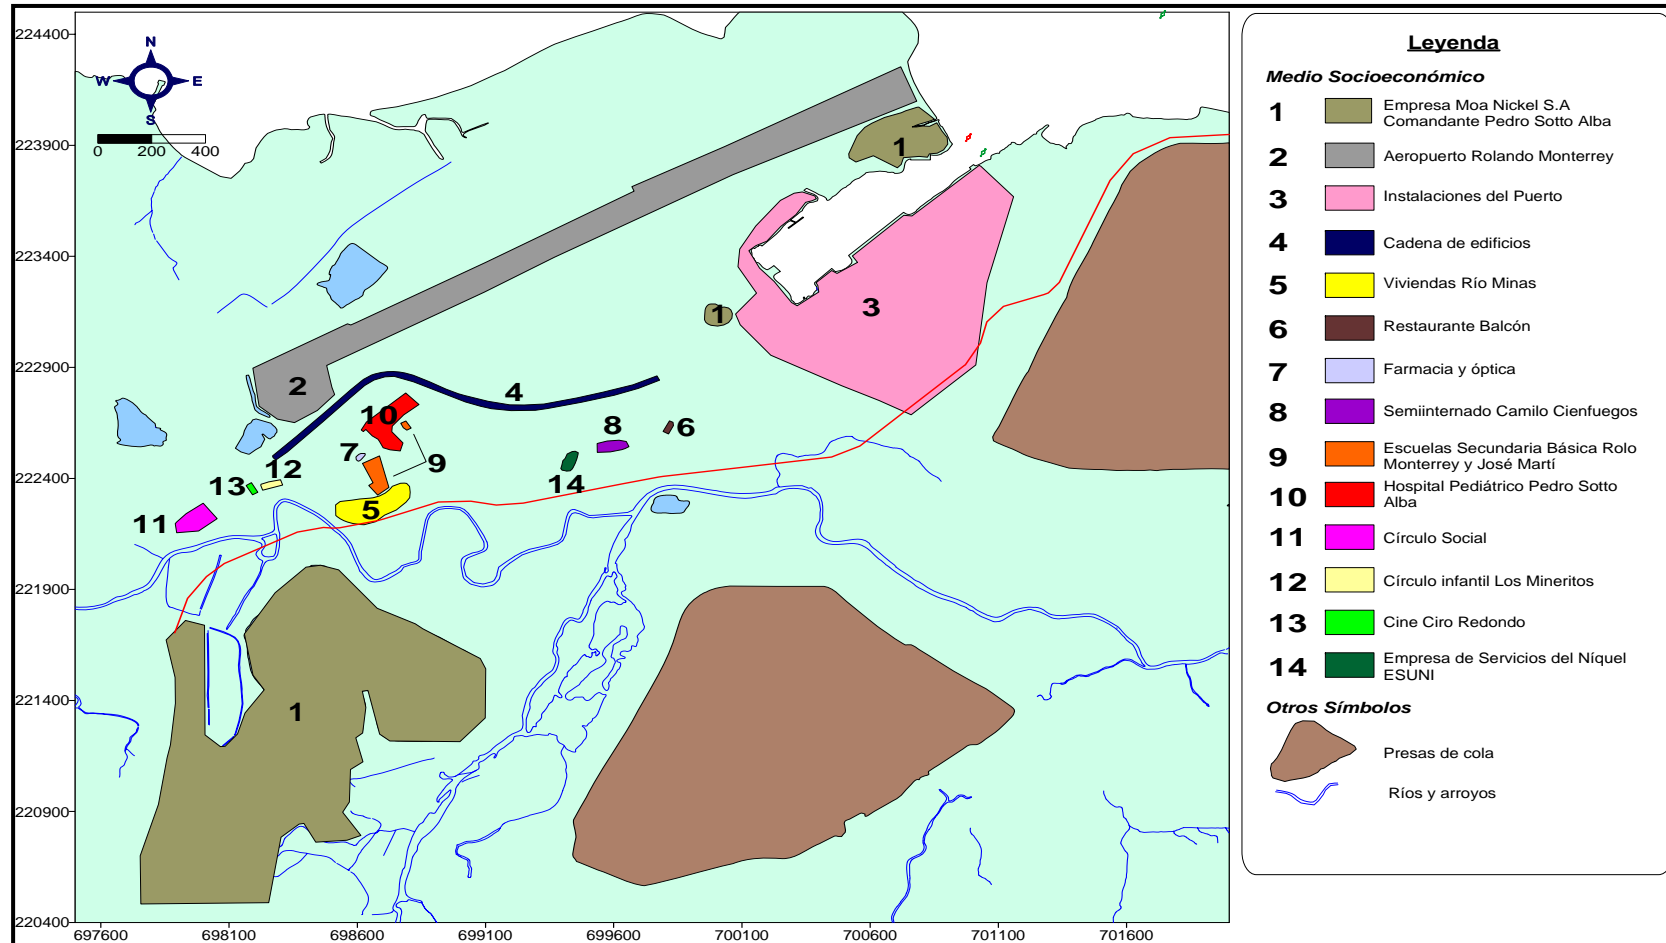 224400
223900
223400
222900
222400
221900
221400
220900
220400
697600
698100
698600
699100
699600
700100
700600
701100
701600
N
W
E
S
0
200
400
1
1
1
2
3
4
5
6
7
8
9
10
11
12
13
14
Leyenda
Medio Socioeconómico
1 Empresa Moa Nickel S.A
Comandante Pedro Sotto Alba
2 Aeropuerto Rolando Monterrey
3 Instalaciones del Puerto
4 Cadena de edificios
5 Viviendas Río Minas
6 Restaurante Balcón
7 Farmacia y óptica
8 Semiinternado Camilo Cienfuegos
9 Escuelas Secundaria Básica Rolo
Monterrey y José Martí
10 Hospital Pediátrico Pedro Sotto
Alba
11 Círculo Social
12 Círculo infantil Los Mineritos
13 Cine Ciro Redondo
14 Empresa de Servicios del Níquel
ESUNI
Otros Símbolos
Presas de cola
Ríos y arroyos